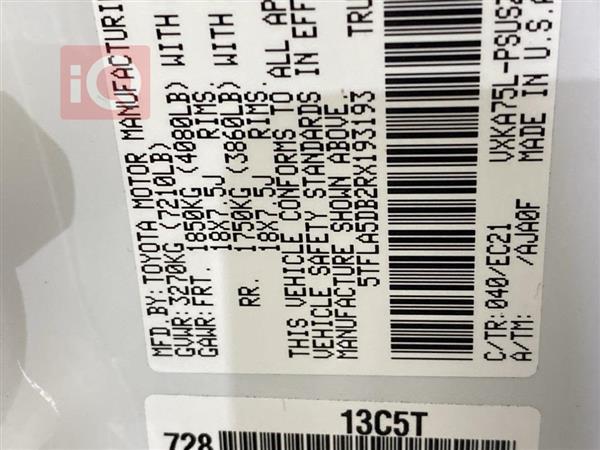 MFD. BY: TOYOTA MOTOR MANUFACTURI
GVWR: 3270KG (7210LB)
GAWR: FRT. 1850KG (4080LB) WITH
18X7.5J RIMS.
RR. 1750KG (3860LB) WITH
18X7.5J RIMS.
THIS VEHICLE CONFORMS TO ALL AP
VEHICLE SAFETY STANDARDS IN EFF
MANUFACTURE SHOWN ABOVE.
5TFLA5DB2RX193193 TRU
C/TR: 040/EC21 VXKA75L-PSUSZ
A/TM: /AJA0F MADE IN U.S.A
13C5T
728
iQ